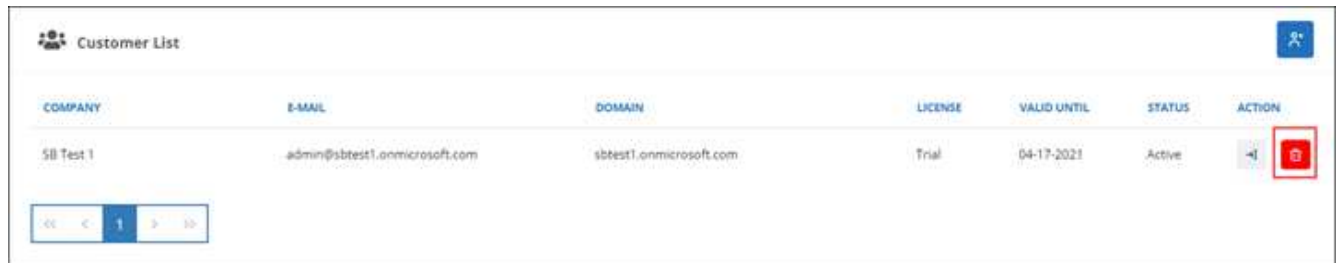 Customer List
COMPANY E-MAIL DOMAIN LICENSE VALID UNTIL STATUS ACTION
SB Test 1 admin@sbtest1.onmicrosoft.com sbtest1.onmicrosoft.com Trial 04-17-2021 Active
<< < 1 > >>